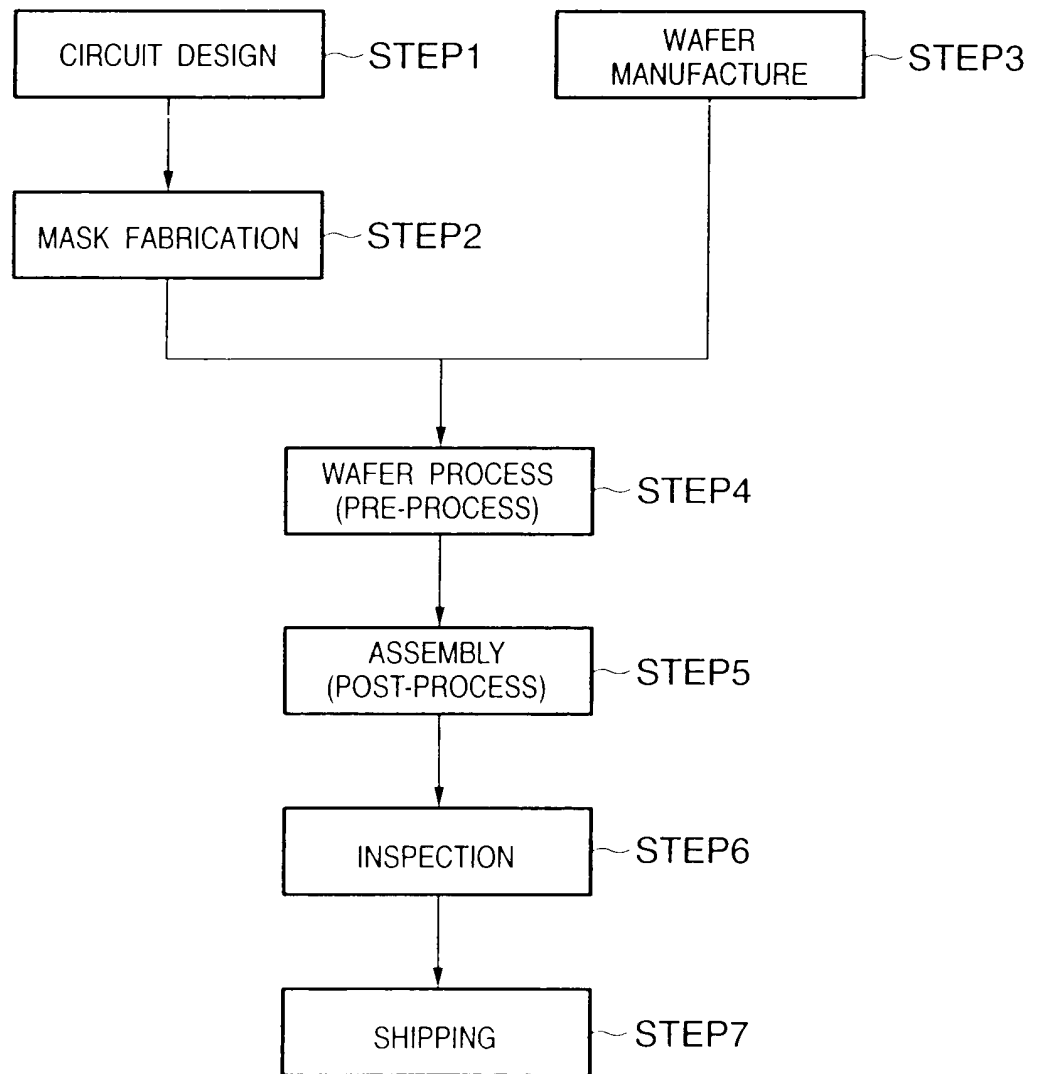 CIRCUIT DESIGN
STEP1
WAFER
MANUFACTURE
STEP3
MASK FABRICATION
STEP2
WAFER PROCESS
(PRE-PROCESS)
STEP4
ASSEMBLY
(POST-PROCESS)
STEP5
INSPECTION
STEP6
SHIPPING
STEP7